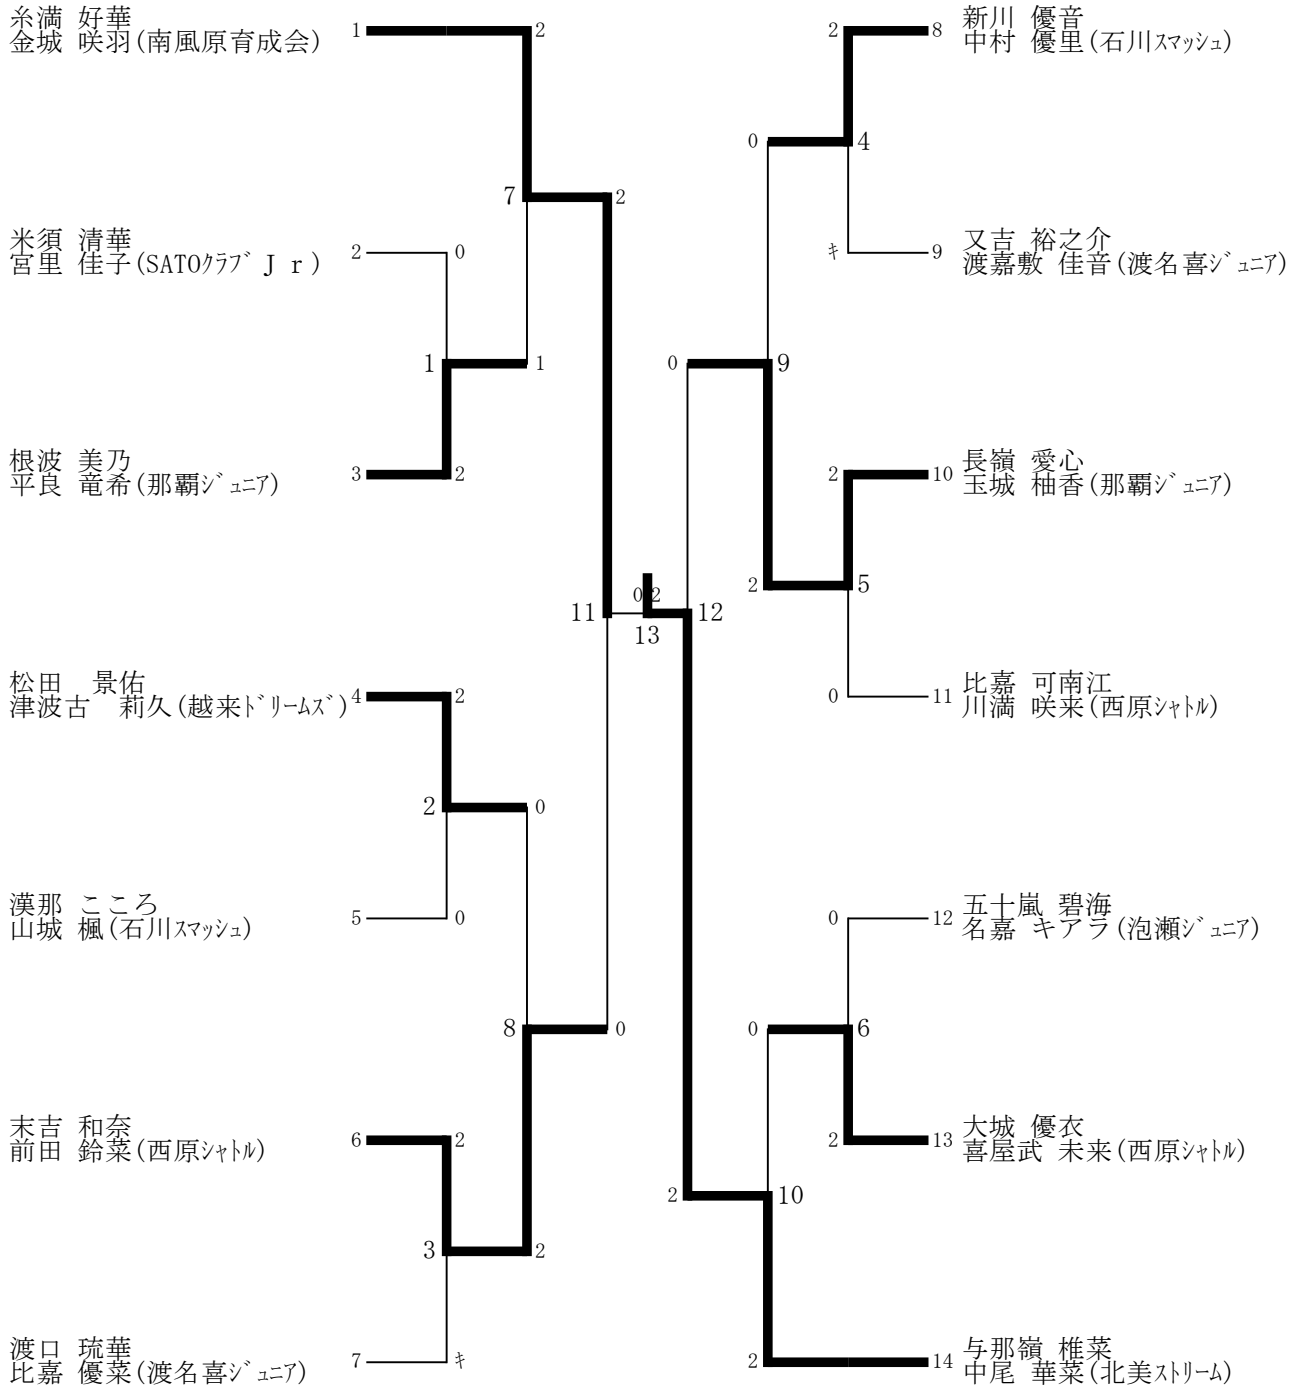 糸満 好華
金城 咲羽(南風原育成会)
1
2
7
2
米須 清華
宮里 佳子(SATOｸﾗﾌﾞＪｒ)
2
0
1
1
根波 美乃
平良 竜希(那覇ｼﾞｭﾆｱ)
3
2
11
松田　景佑
津波古　莉久(越来ﾄﾞﾘｰﾑｽﾞ)
4
2
2
0
漢那 こころ
山城 楓(石川ｽﾏｯｼｭ)
5
0
8
0
末吉 和奈
前田 鈴菜(西原ｼｬﾄﾙ)
6
2
3
2
渡口 琉華
比嘉 優菜(渡名喜ｼﾞｭﾆｱ)
7
ｷ
0 2
13
新川 優音
中村 優里(石川ｽﾏｯｼｭ)
2
8
0
4
又吉 裕之介
渡嘉敷 佳音(渡名喜ｼﾞｭﾆｱ)
ｷ
9
0
9
長嶺 愛心
玉城 柚香(那覇ｼﾞｭﾆｱ)
2
10
2
5
12
比嘉 可南江
川満 咲来(西原ｼｬﾄﾙ)
0
11
五十嵐 碧海
名嘉 キアラ(泡瀬ｼﾞｭﾆｱ)
0
12
0
6
大城 優衣
喜屋武 未来(西原ｼｬﾄﾙ)
2
13
2
10
与那嶺 椎菜
中尾 華菜(北美ｽﾄﾘｰﾑ)
2
14